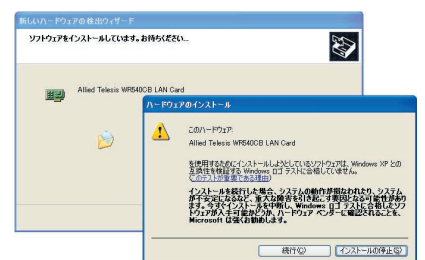 新しいハードウェアの検出ウィザード
ソフトウェアをインストールしています。お待ちください...
Allied Telesis WR540CB LAN Card
ハードウェアのインストール
このハードウェア:
Allied Telesis WR540CB LAN Card
を使用するためにインストールしようとしているソフトウェアは、Windows XP との
互換性を検証する Windows ロゴ テストに合格していません。
(このテストが重要である理由)
インストールを続行した場合、システムの動作が損なわれたり、システム
が不安定になるなど、重大な障害を引き起こす要因となる可能性があり
ます。今すぐインストールを中断し、Windows ロゴ テストに合格したソフ
トウェアが入手可能かどうか、ハードウェア ベンダーに確認されることを、
Microsoft は強くお勧めします。
続行(C)
インストールの停止(S)